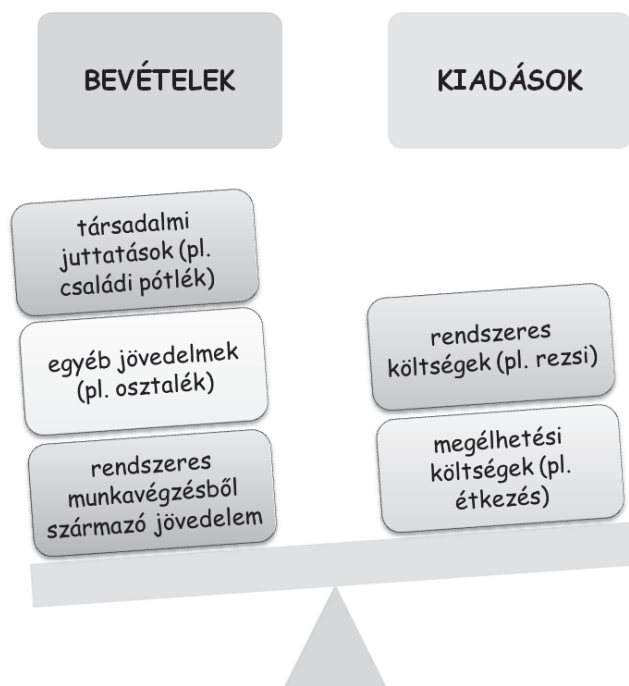 BEVÉTELEK
KIADÁSOK
társadalmi
juttatások (pl.
családi pótlék)
egyéb jövedelmek
(pl. osztalék)
rendszeres
munkavégzésből
származó jövedelem
rendszeres
költségek (pl. rezsi)
megélhetési
költségek (pl.
étkezés)